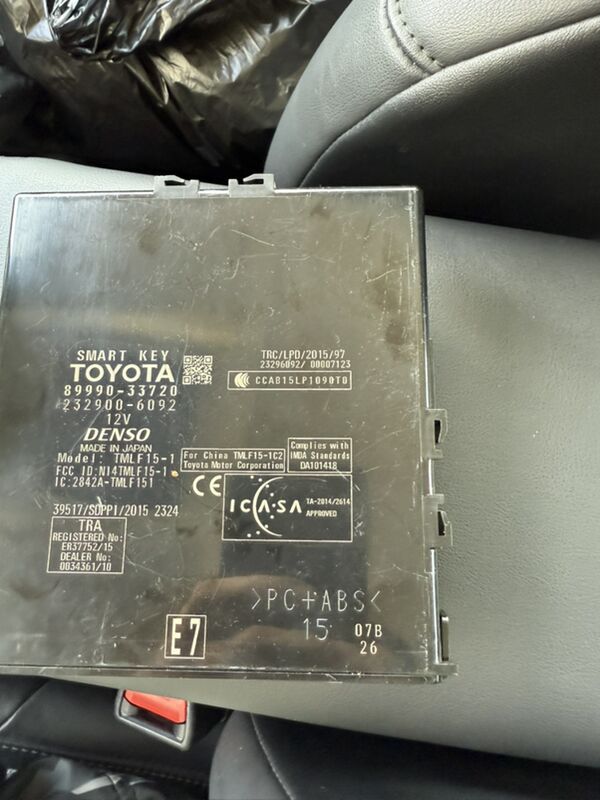 SMART KEY
TOYOTA
89990-33720
232900-6092
12V
DENSO
MADE IN JAPAN
Model: TMLF15-1
FCC ID:NI4TMLF15-1
IC:2842A-TMLF151
39517/SDPPI/2015 2324
TRA
REGISTERED No:
ER37752/15
DEALER No:
0034361/10
TRC/LPD/2015/97
23296092/ 00007123
CCAB15LP1090T0
For China TMLF15-1C2
Toyota Motor Corporation
Complies with
IMDA Standards
DA101418
CE
ICASA
TA-2014/2614
APPROVED
>PC+ABS<
15
07B
26
E7